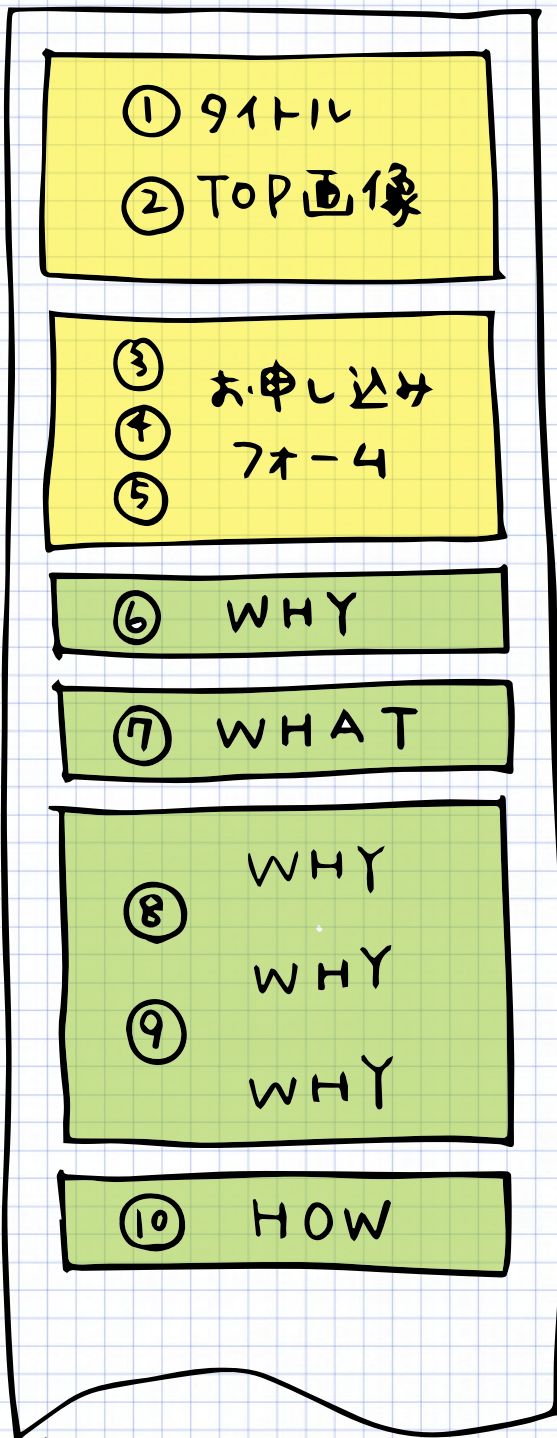 ① タイトル
② TOP画像
③
④
⑤
お申し込み
フォーム
⑥ WHY
⑦ WHAT
WHY
⑧
WHY
⑨
WHY
⑩ HOW